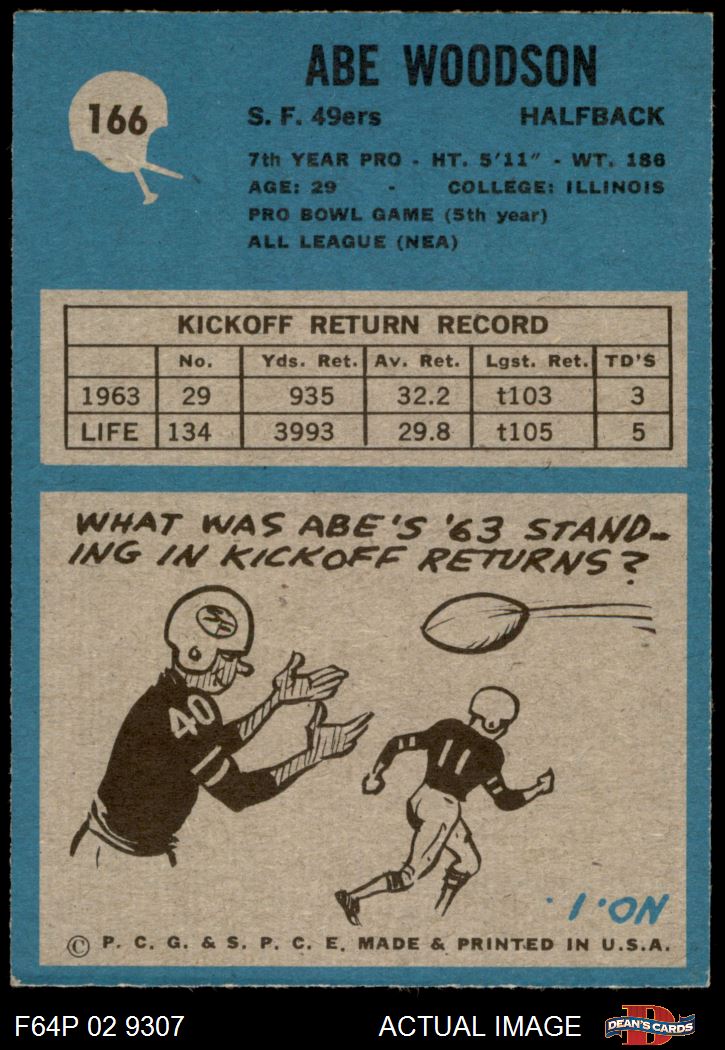 ABE WOODSON
166
S. F. 49ers HALFBACK
7th YEAR PRO - HT. 5'11" - WT. 186
AGE: 29 - COLLEGE: ILLINOIS
PRO BOWL GAME (5th year)
ALL LEAGUE (NEA)
KICKOFF RETURN RECORD
No. Yds. Ret. Av. Ret. Lgst. Ret. TD'S
1963 29 935 32.2 t103 3
LIFE 134 3993 29.8 t105 5
WHAT WAS ABE'S '63 STAND-
ING IN KICKOFF RETURNS?
SF
40
11
NO. 1.
© P. C. G. & S. P. C. E. MADE & PRINTED IN U.S.A.
F64P 02 9307 ACTUAL IMAGE
D
DEAN'S CARDS